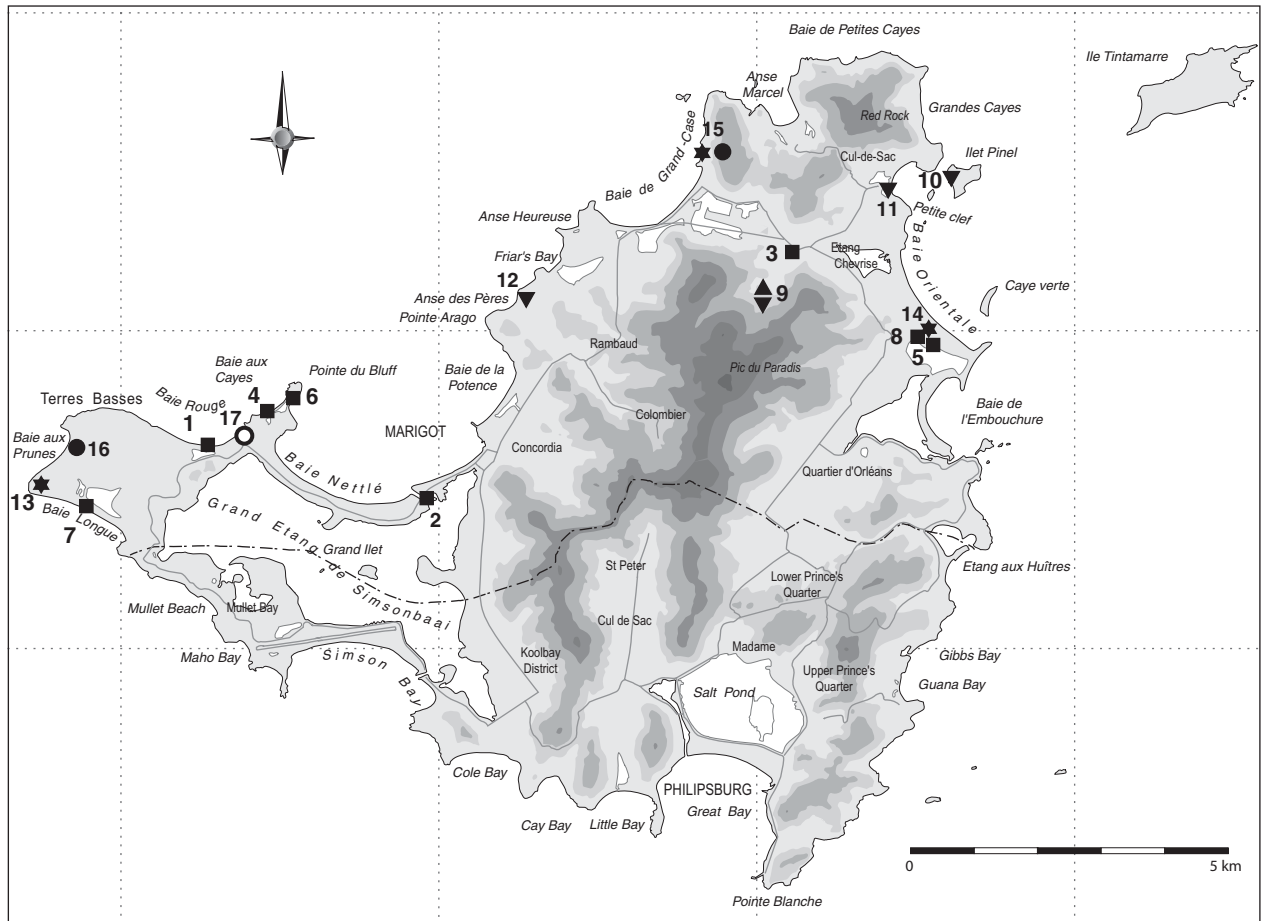 Baie de Petites Cayes
Ile Tintamarre
Anse
Marcel
Grandes Cayes
Red Rock
15
Baie de Grand-Case
Cul-de-Sac
Ilet Pinel
10
11
Petite clef
Anse Heureuse
Baie Orientale
3
Etang
Chevrise
Friar's Bay
12
9
Caye verte
Anse des Pères
Pointe Arago
14
8
5
Rambaud
Pic du Paradis
Baie aux
Cayes
Pointe du Bluff
Baie de la
Potence
Terres Basses
Baie Rouge
4
6
Baie de
l'Embouchure
1
17
Colombier
MARIGOT
Baie aux
Prunes
16
Concordia
Baie Nettlé
Quartier d'Orléans
13
Baie Longue
7
2
Grand Etang de Simsonbaai
Grand Ilet
St Peter
Etang aux Huîtres
Lower Prince's
Quarter
Mullet Beach
Mullet Bay
Cul de Sac
Madame
Maho Bay
Simson Bay
Koolbay
District
Gibbs Bay
Upper Prince's
Quarter
Guana Bay
Salt Pond
Cole Bay
PHILIPSBURG
Great Bay
Cay Bay
Little Bay
0
5 km
Pointe Blanche